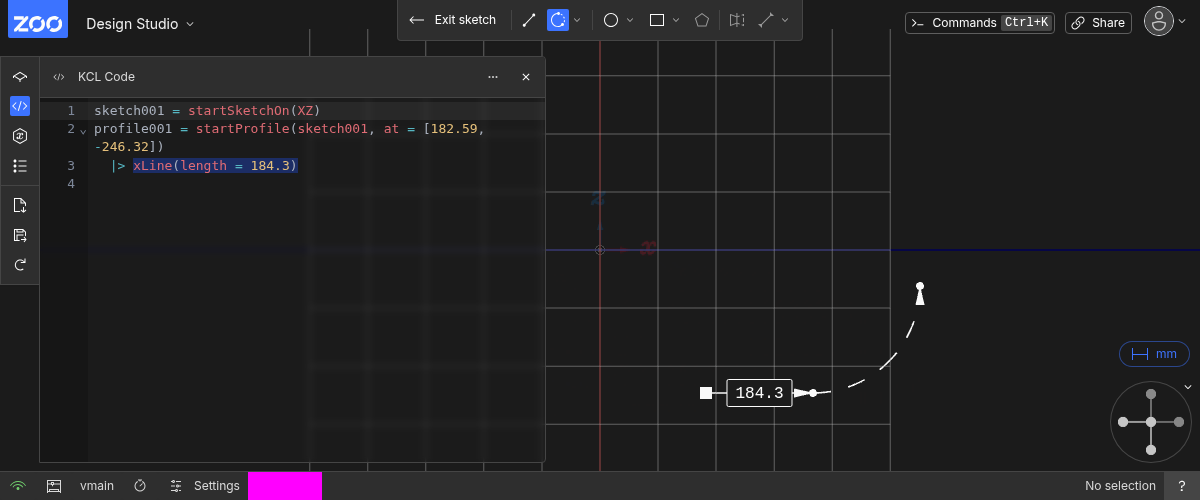 ZOO Design Studio
Exit sketch
Commands Ctrl+K
Share
KCL Code
1 sketch001 = startSketchOn(XZ)
2 profile001 = startProfile(sketch001, at = [182.59,
-246.32])
3 |> xLine(length = 184.3)
4
z
x
184.3
mm
vmain
Settings
No selection
?